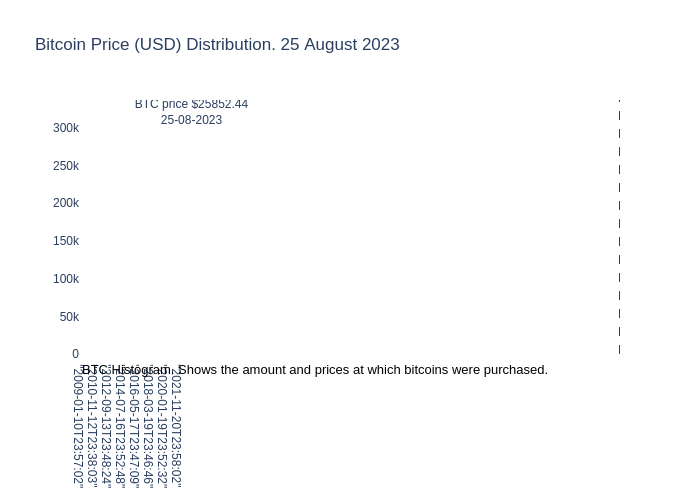 Bitcoin Price (USD) Distribution. 25 August 2023
BTC price $25852.44
25-08-2023
300k
250k
200k
150k
100k
50k
0
BTC Histogram. Shows the amount and prices at which bitcoins were purchased.
"2009-01-10T23:57:02"
"2010-11-12T23:38:03"
"2012-09-13T23:48:24"
"2014-07-16T23:52:48"
"2016-05-17T23:47:09"
"2018-03-19T23:46:46"
"2020-01-19T23:52:32"
"2021-11-20T23:58:02"